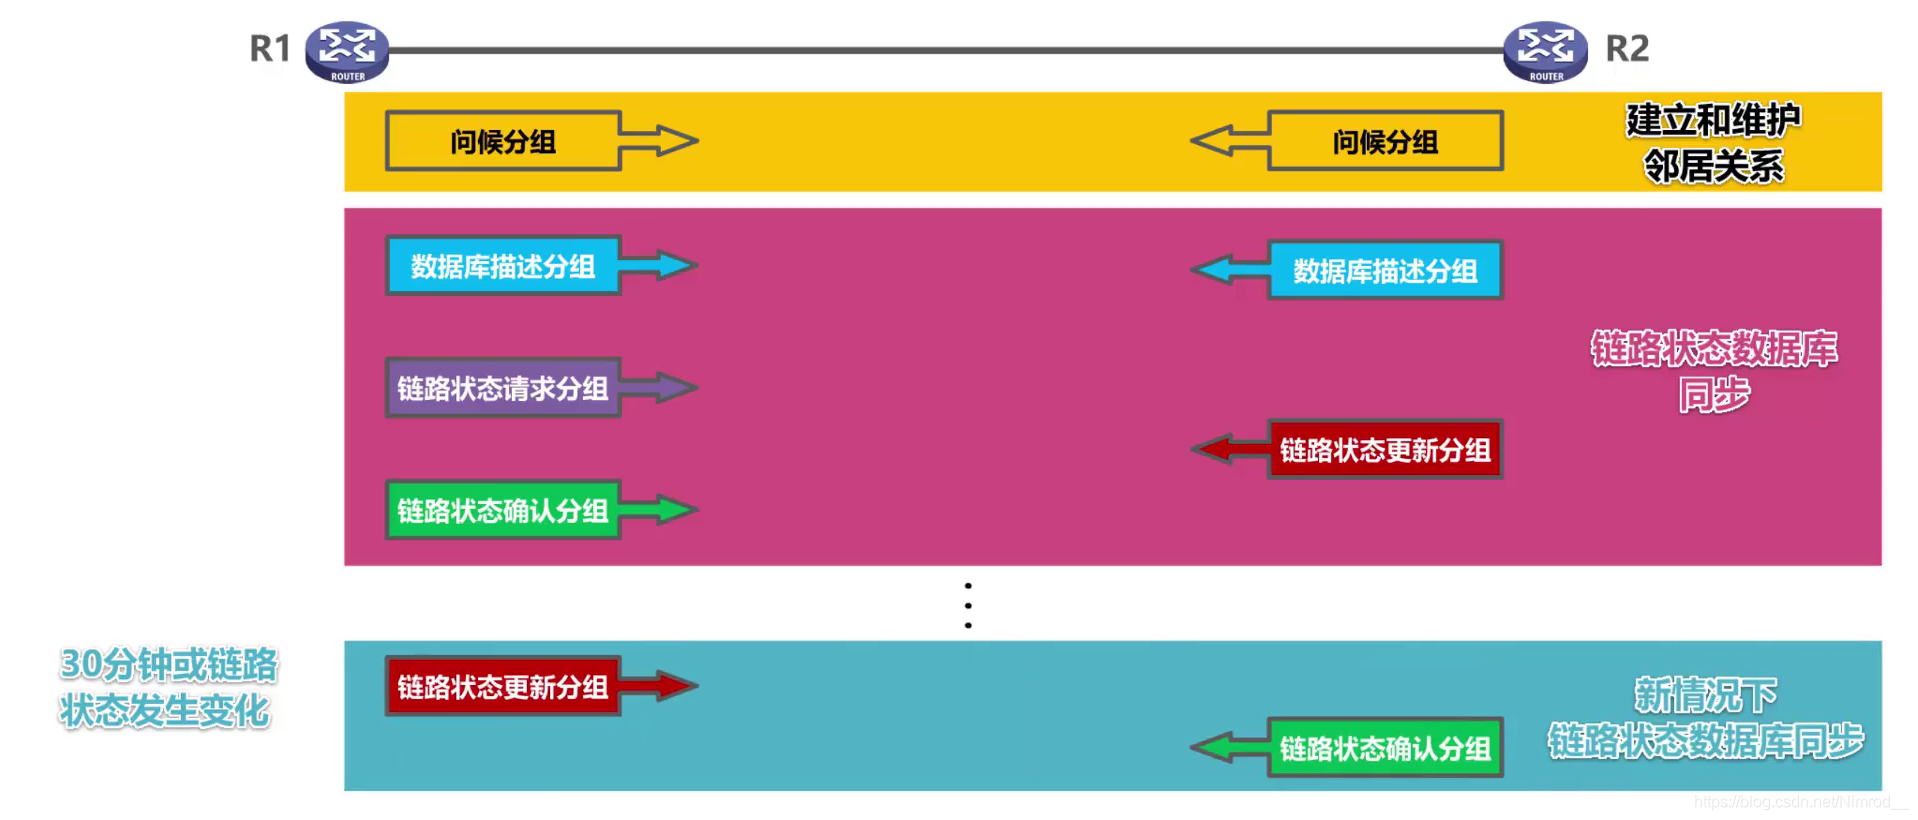 R1
ROUTER
ROUTER
R2
问候分组
问候分组
建立和维护
邻居关系
数据库描述分组
数据库描述分组
链路状态请求分组
链路状态数据库
同步
链路状态更新分组
链路状态确认分组
30分钟或链路
状态发生变化
链路状态更新分组
新情况下
链路状态数据库同步
链路状态确认分组
https://blog.csdn.net/Nimrod__